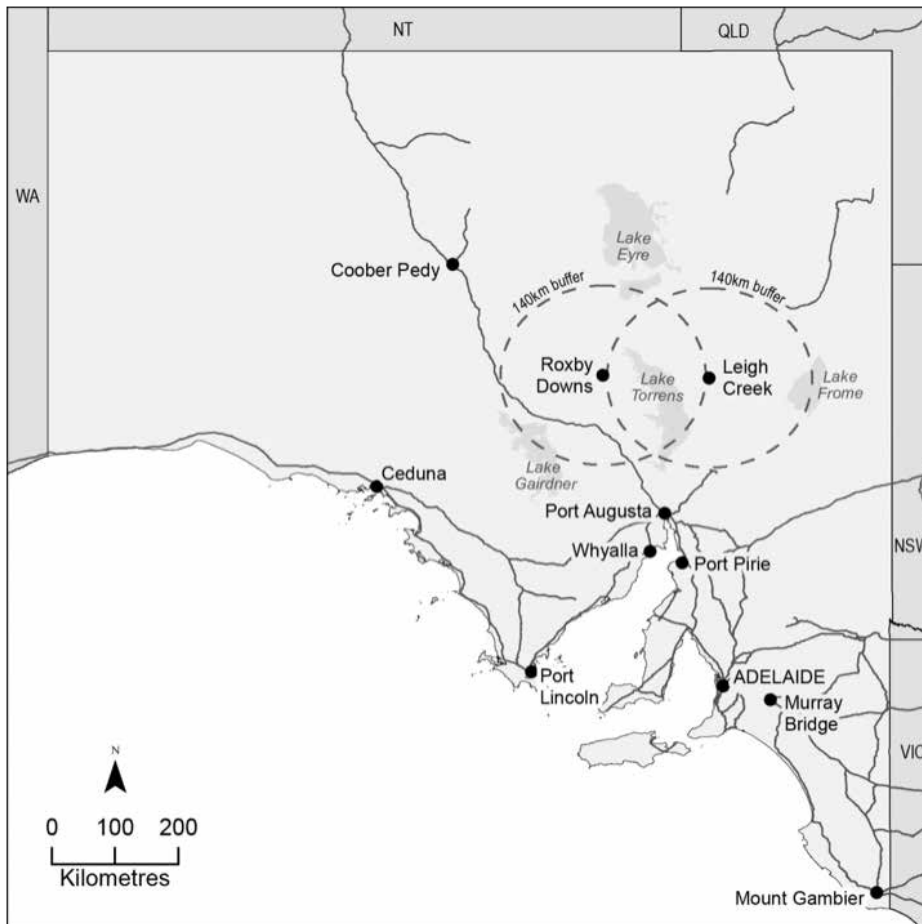 NT
QLD
WA
Lake
Eyre
Coober Pedy
140km buffer
140km buffer
Roxby
Downs
Lake
Torrens
Leigh
Creek
Lake
Frome
Ceduna
Lake
Gairdner
Port Augusta
Whyalla
Port Pirie
NSW
Port
Lincoln
ADELAIDE
Murray
Bridge
VIC
N
0 100 200
Kilometres
Mount Gambier